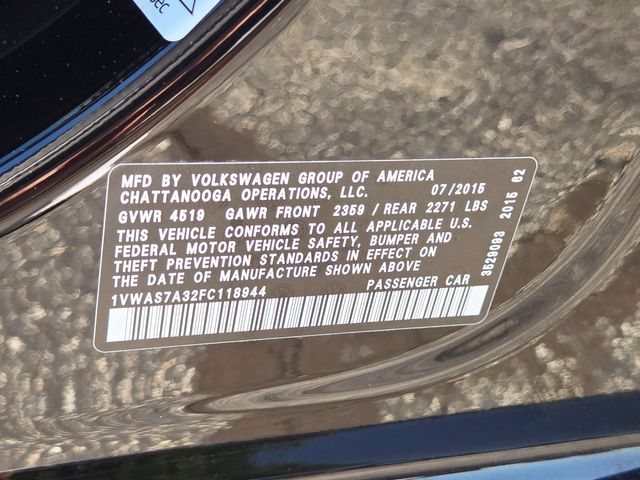 MFD BY VOLKSWAGEN GROUP OF AMERICA
CHATTANOOGA OPERATIONS, LLC. 07/2015
GVWR 4519 GAWR FRONT 2359 / REAR 2271 LBS
THIS VEHICLE CONFORMS TO ALL APPLICABLE U.S.
FEDERAL MOTOR VEHICLE SAFETY, BUMPER AND
THEFT PREVENTION STANDARDS IN EFFECT ON
THE DATE OF MANUFACTURE SHOWN ABOVE
1VWAS7A32FC118944 PASSENGER CAR
3529093 2015 82